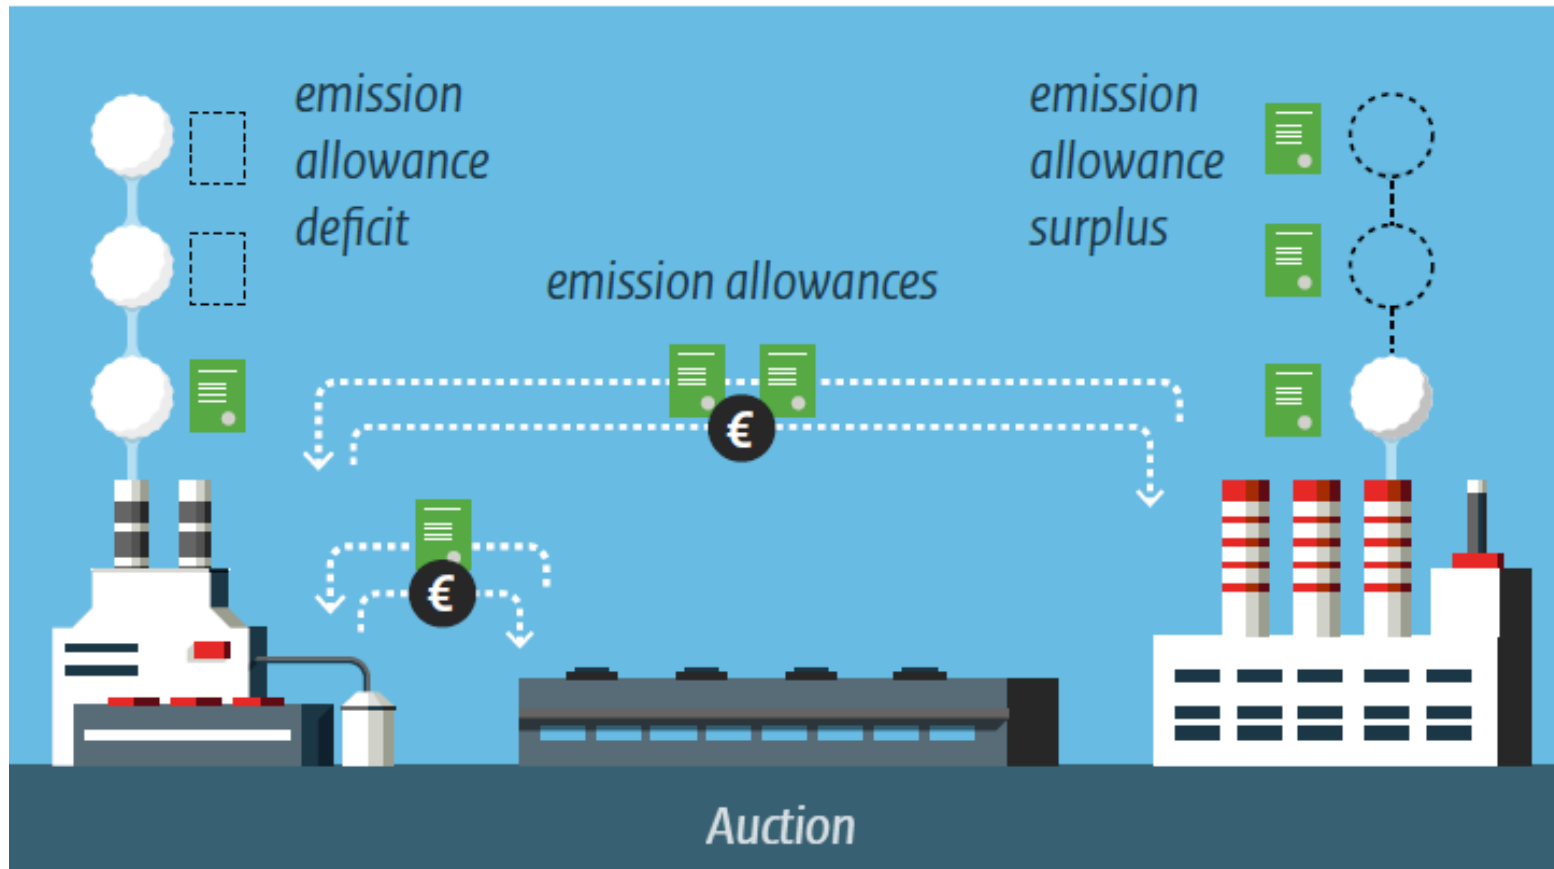 emission
allowance
deficit
emission
allowance
surplus
emission allowances
€
€
Auction